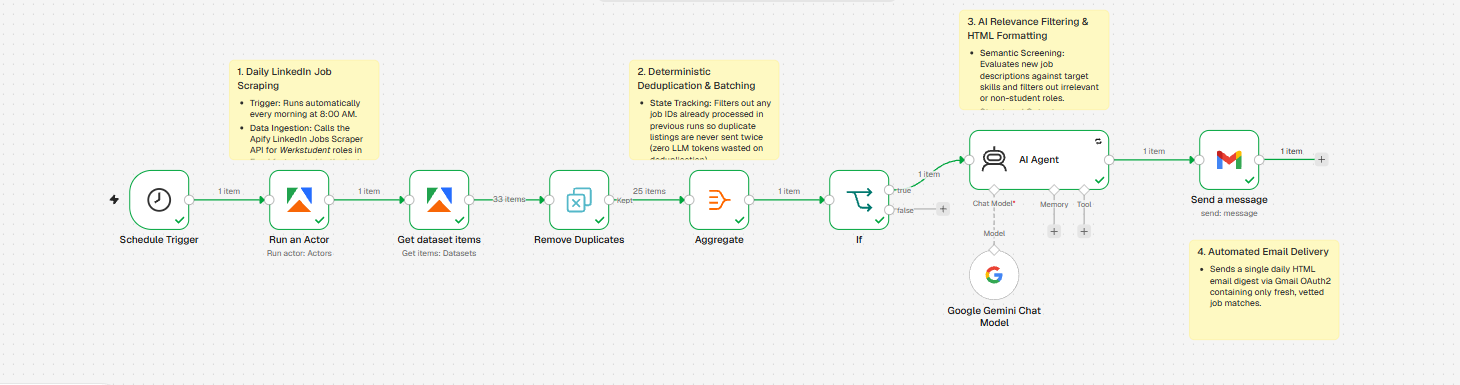 1. Daily LinkedIn Job
Scraping
Trigger: Runs automatically
every morning at 8:00 AM.
Data Ingestion: Calls the
Apify LinkedIn Jobs Scraper
API for Werkstudent roles in
2. Deterministic
Deduplication & Batching
State Tracking: Filters out any
job IDs already processed in
previous runs so duplicate
listings are never sent twice
(zero LLM tokens wasted on
deduplication).
3. AI Relevance Filtering &
HTML Formatting
Semantic Screening:
Evaluates new job
descriptions against target
skills and filters out irrelevant
or non-student roles.
1 item
1 item
33 items
Kept
25 items
1 item
true
false
1 item
AI Agent
1 item
1 item
Chat Model*
Memory
Tool
Model
Schedule Trigger
Run an Actor
Run actor: Actors
Get dataset items
Get items: Datasets
Remove Duplicates
Aggregate
If
Send a message
send: message
Google Gemini Chat
Model
4. Automated Email Delivery
Sends a single daily HTML
email digest via Gmail OAuth2
containing only fresh, vetted
job matches.